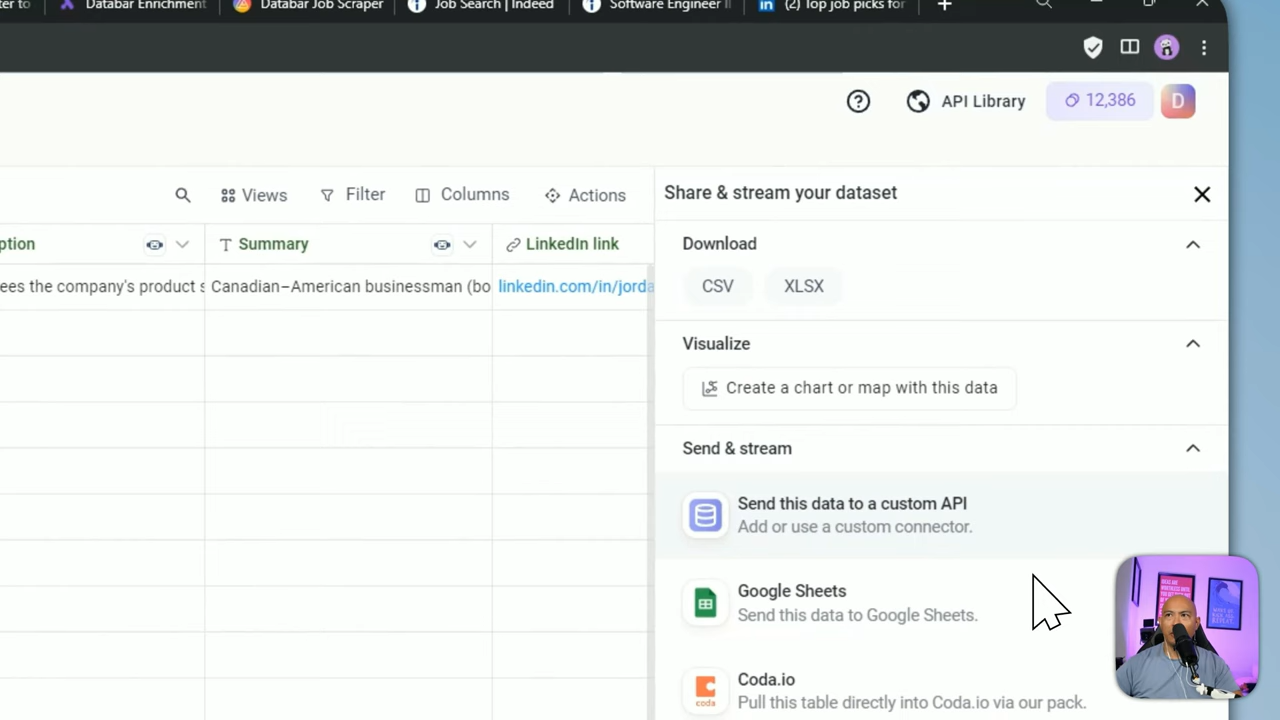 Databar Enrichment
Databar Job Scraper
Job Search | Indeed
Software Engineer
(2) Top job picks for
API Library
12,386
D
Views
Filter
Columns
Actions
Share & stream your dataset
ption
Summary
LinkedIn link
Download
ees the company's product s
Canadian–American businessman (bo
linkedin.com/in/jorda
CSV
XLSX
Visualize
Create a chart or map with this data
Send & stream
Send this data to a custom API
Add or use a custom connector.
Google Sheets
Send this data to Google Sheets.
Coda.io
coda
Pull this table directly into Coda.io via our pack.